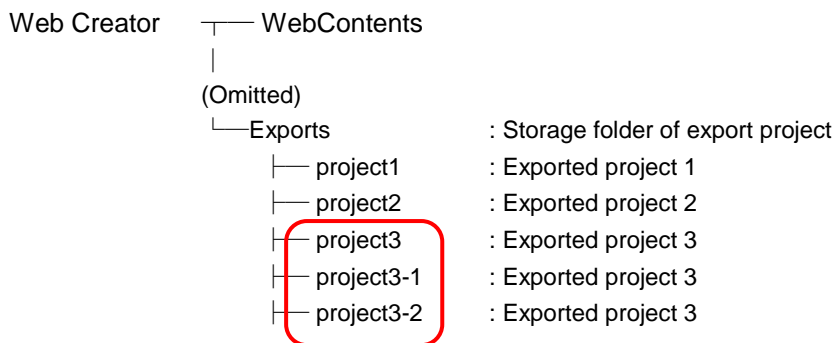 Web Creator ┬─ WebContents
│
(Omitted)
└─Exports : Storage folder of export project
├─ project1 : Exported project 1
├─ project2 : Exported project 2
├─ project3 : Exported project 3
├─ project3-1 : Exported project 3
├─ project3-2 : Exported project 3